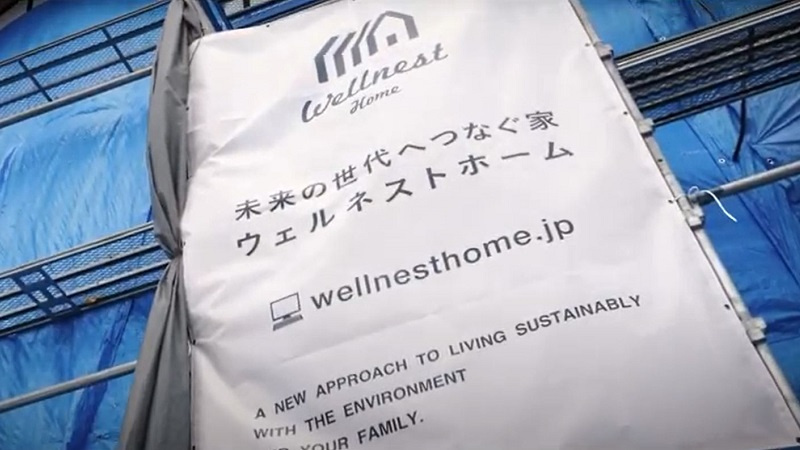 Wellnest
Home
未来の世代へつなぐ家
ウェルネストホーム
wellnesthome.jp
A NEW APPROACH TO LIVING SUSTAINABLY
WITH THE ENVIRONMENT
YOUR FAMILY.